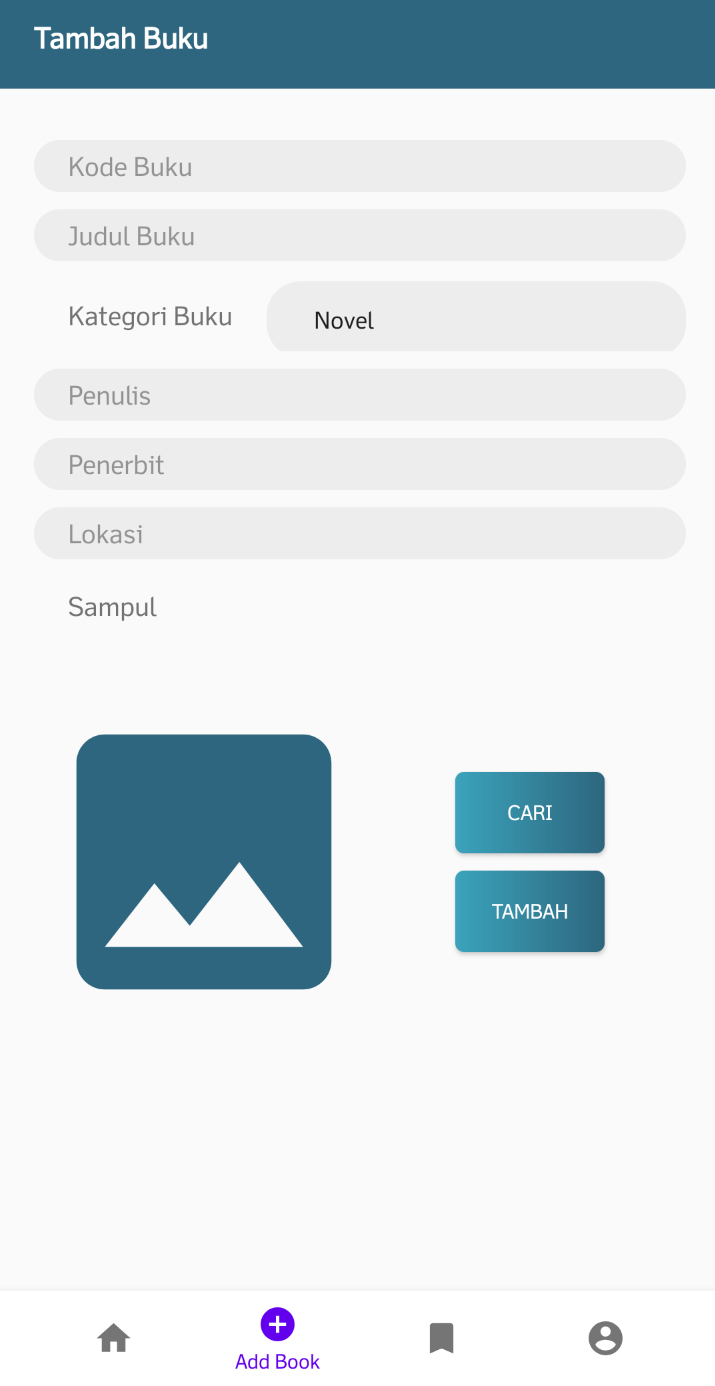 Tambah Buku
Kode Buku
Judul Buku
Kategori Buku
Novel
Penulis
Penerbit
Lokasi
Sampul
CARI
TAMBAH
Add Book